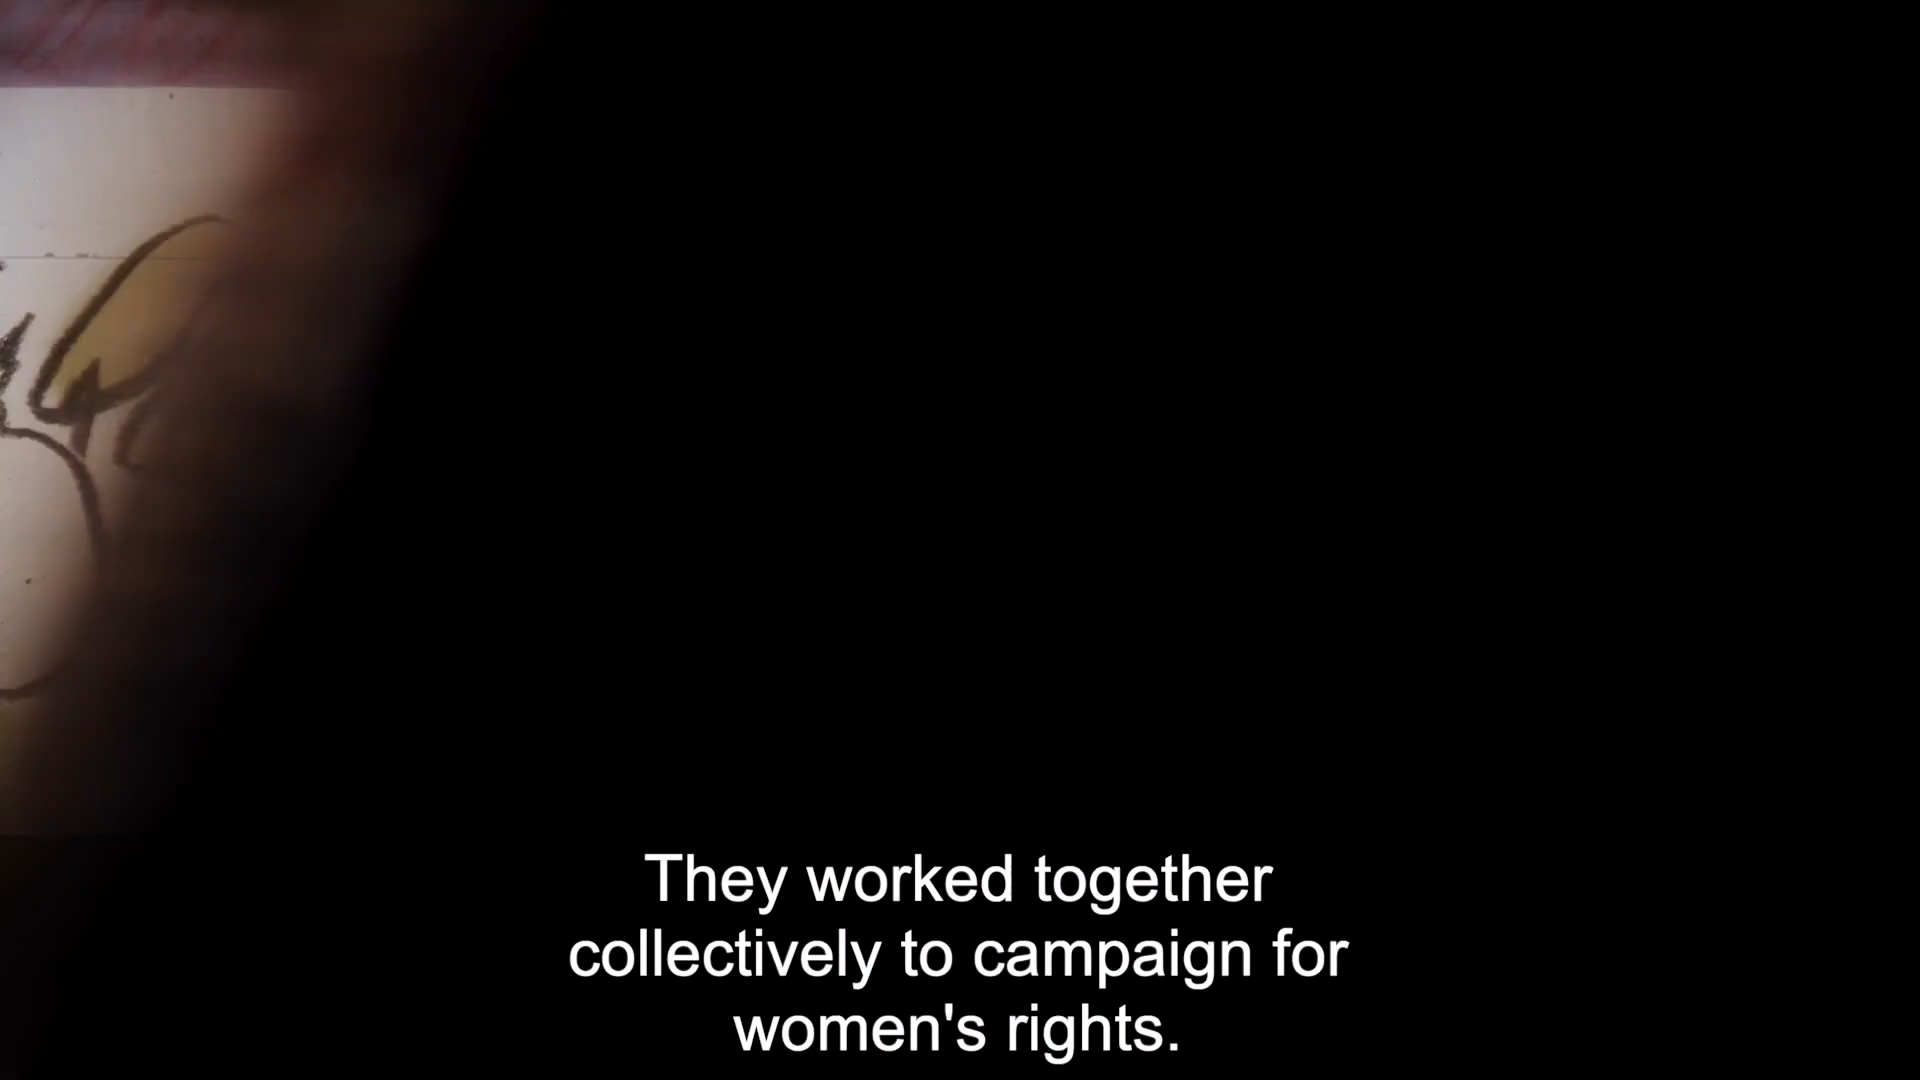 They worked together
collectively to campaign for
women's rights.